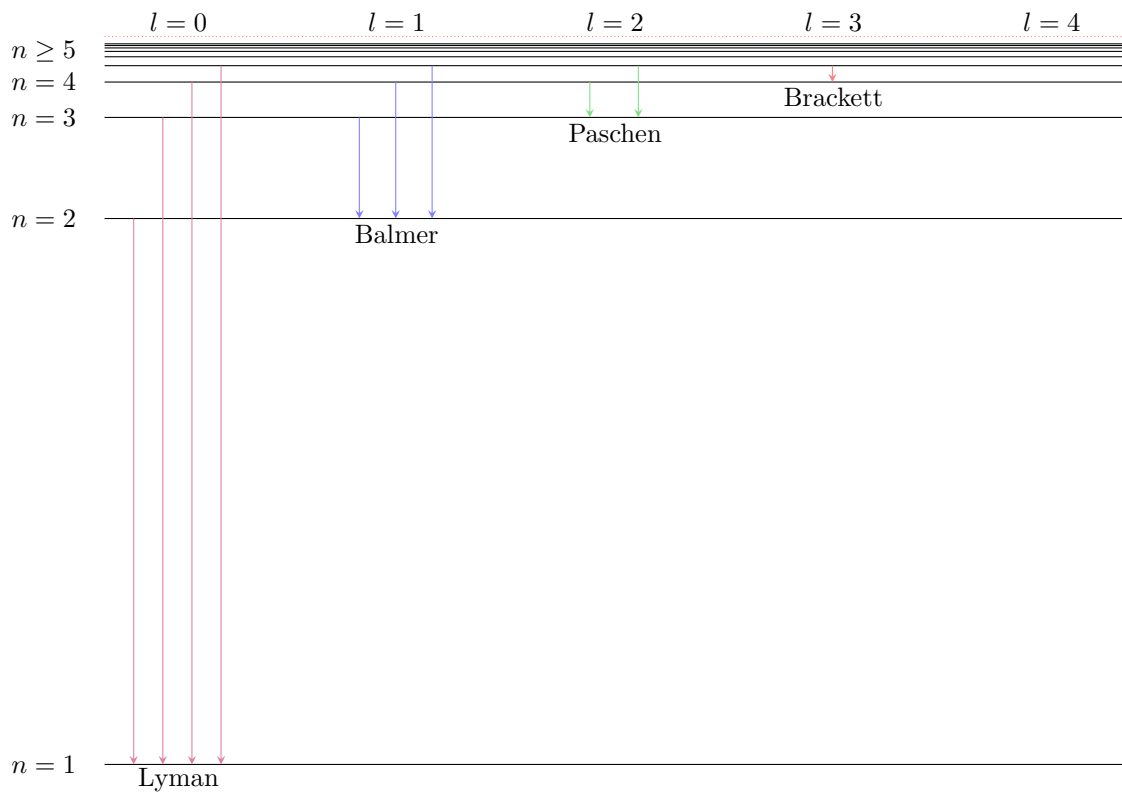 l = 0 l = 1 l = 2 l = 3 l = 4
n ≥ 5
n = 4
Brackett
n = 3
Paschen
n = 2
Balmer
n = 1
Lyman